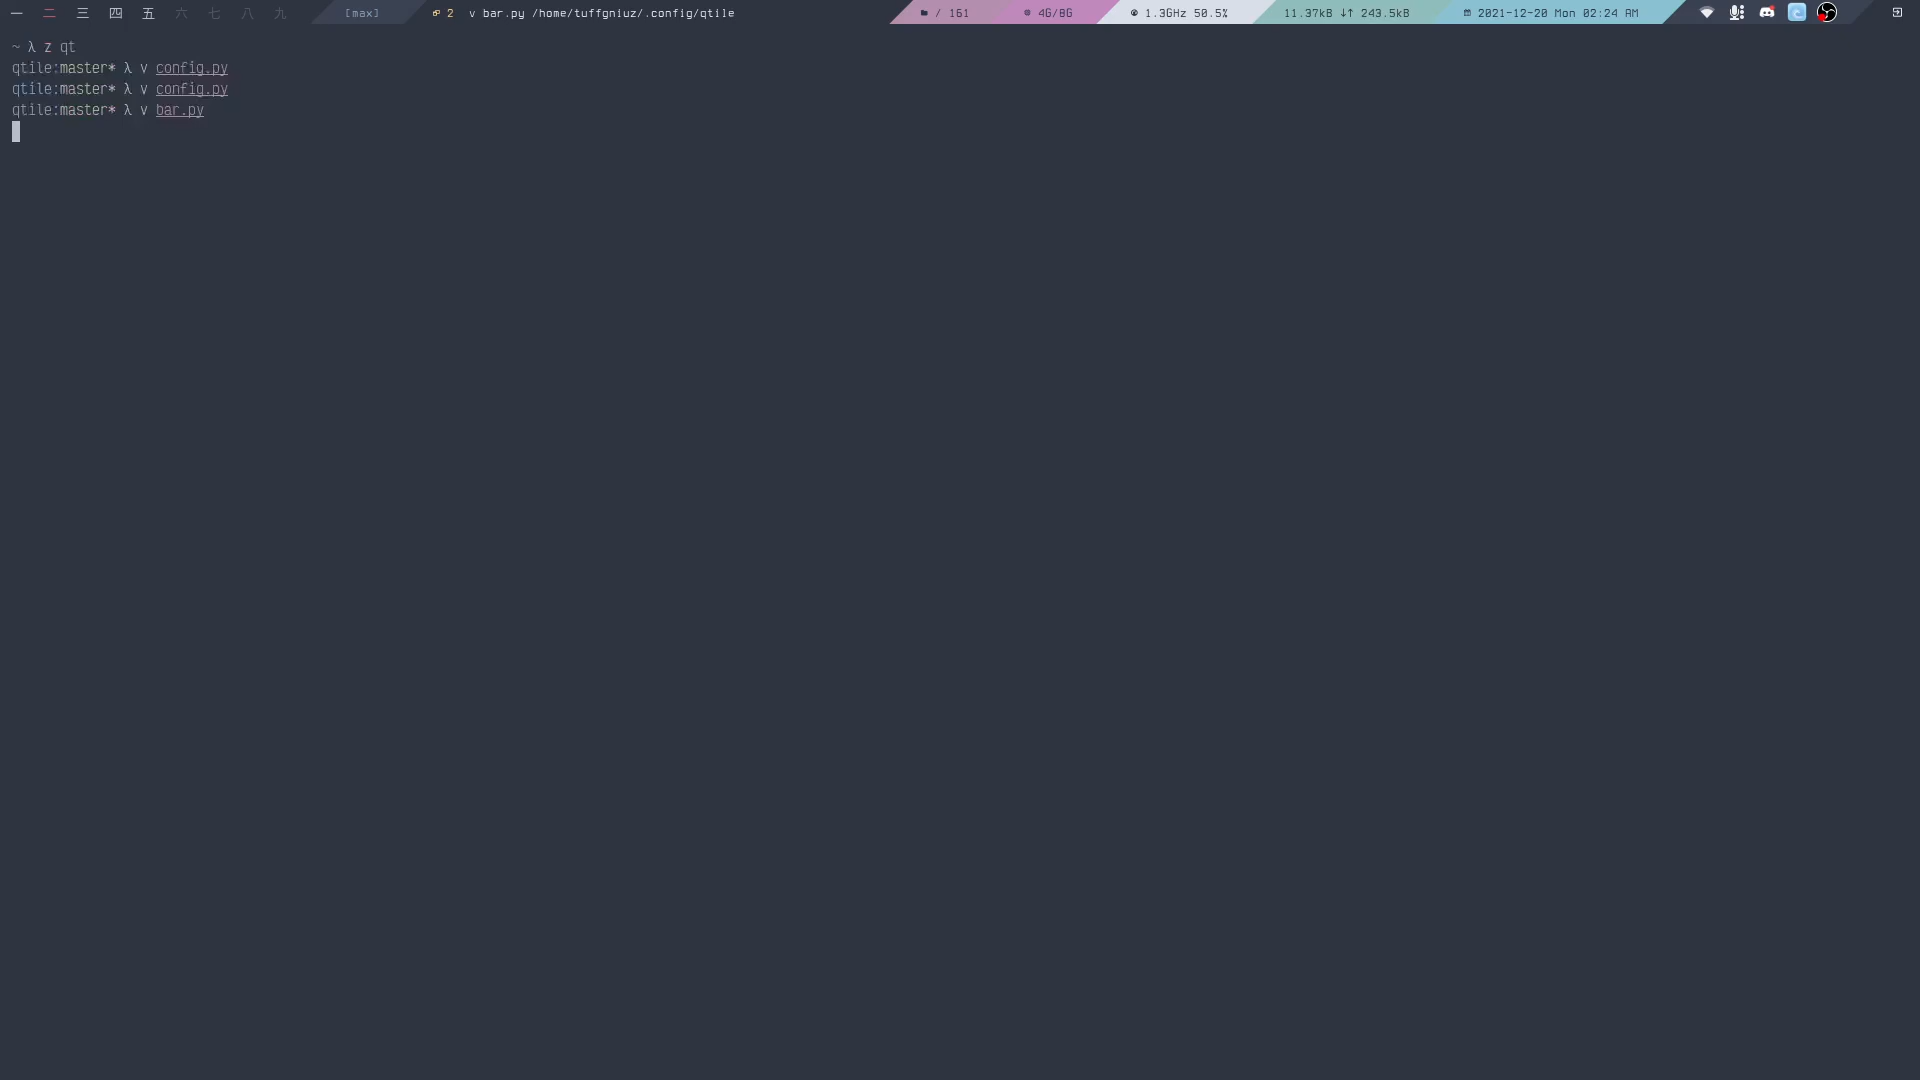 一 二 三 四 五 六 七 八 九 [max] 2 v bar.py /home/tuffgniuz/.config/qtile / 161 4G/8G 1.3GHz 50.5% 11.37kB ↓↑ 243.5kB 2021-12-20 Mon 02:24 AM
~ λ z qt
qtile:master* λ v config.py
qtile:master* λ v config.py
qtile:master* λ v bar.py